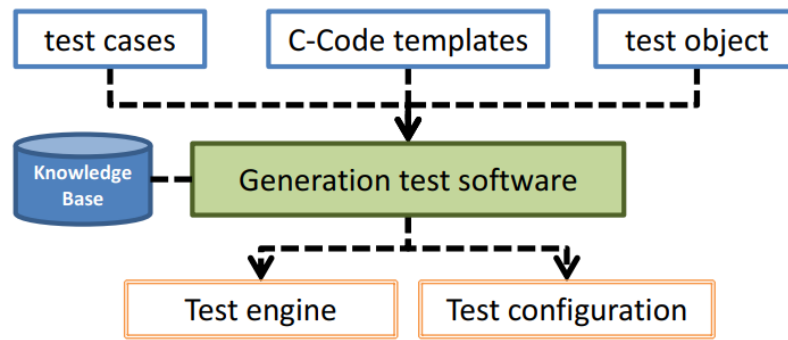 test cases
C-Code templates
test object
Knowledge
Base
Generation test software
Test engine
Test configuration